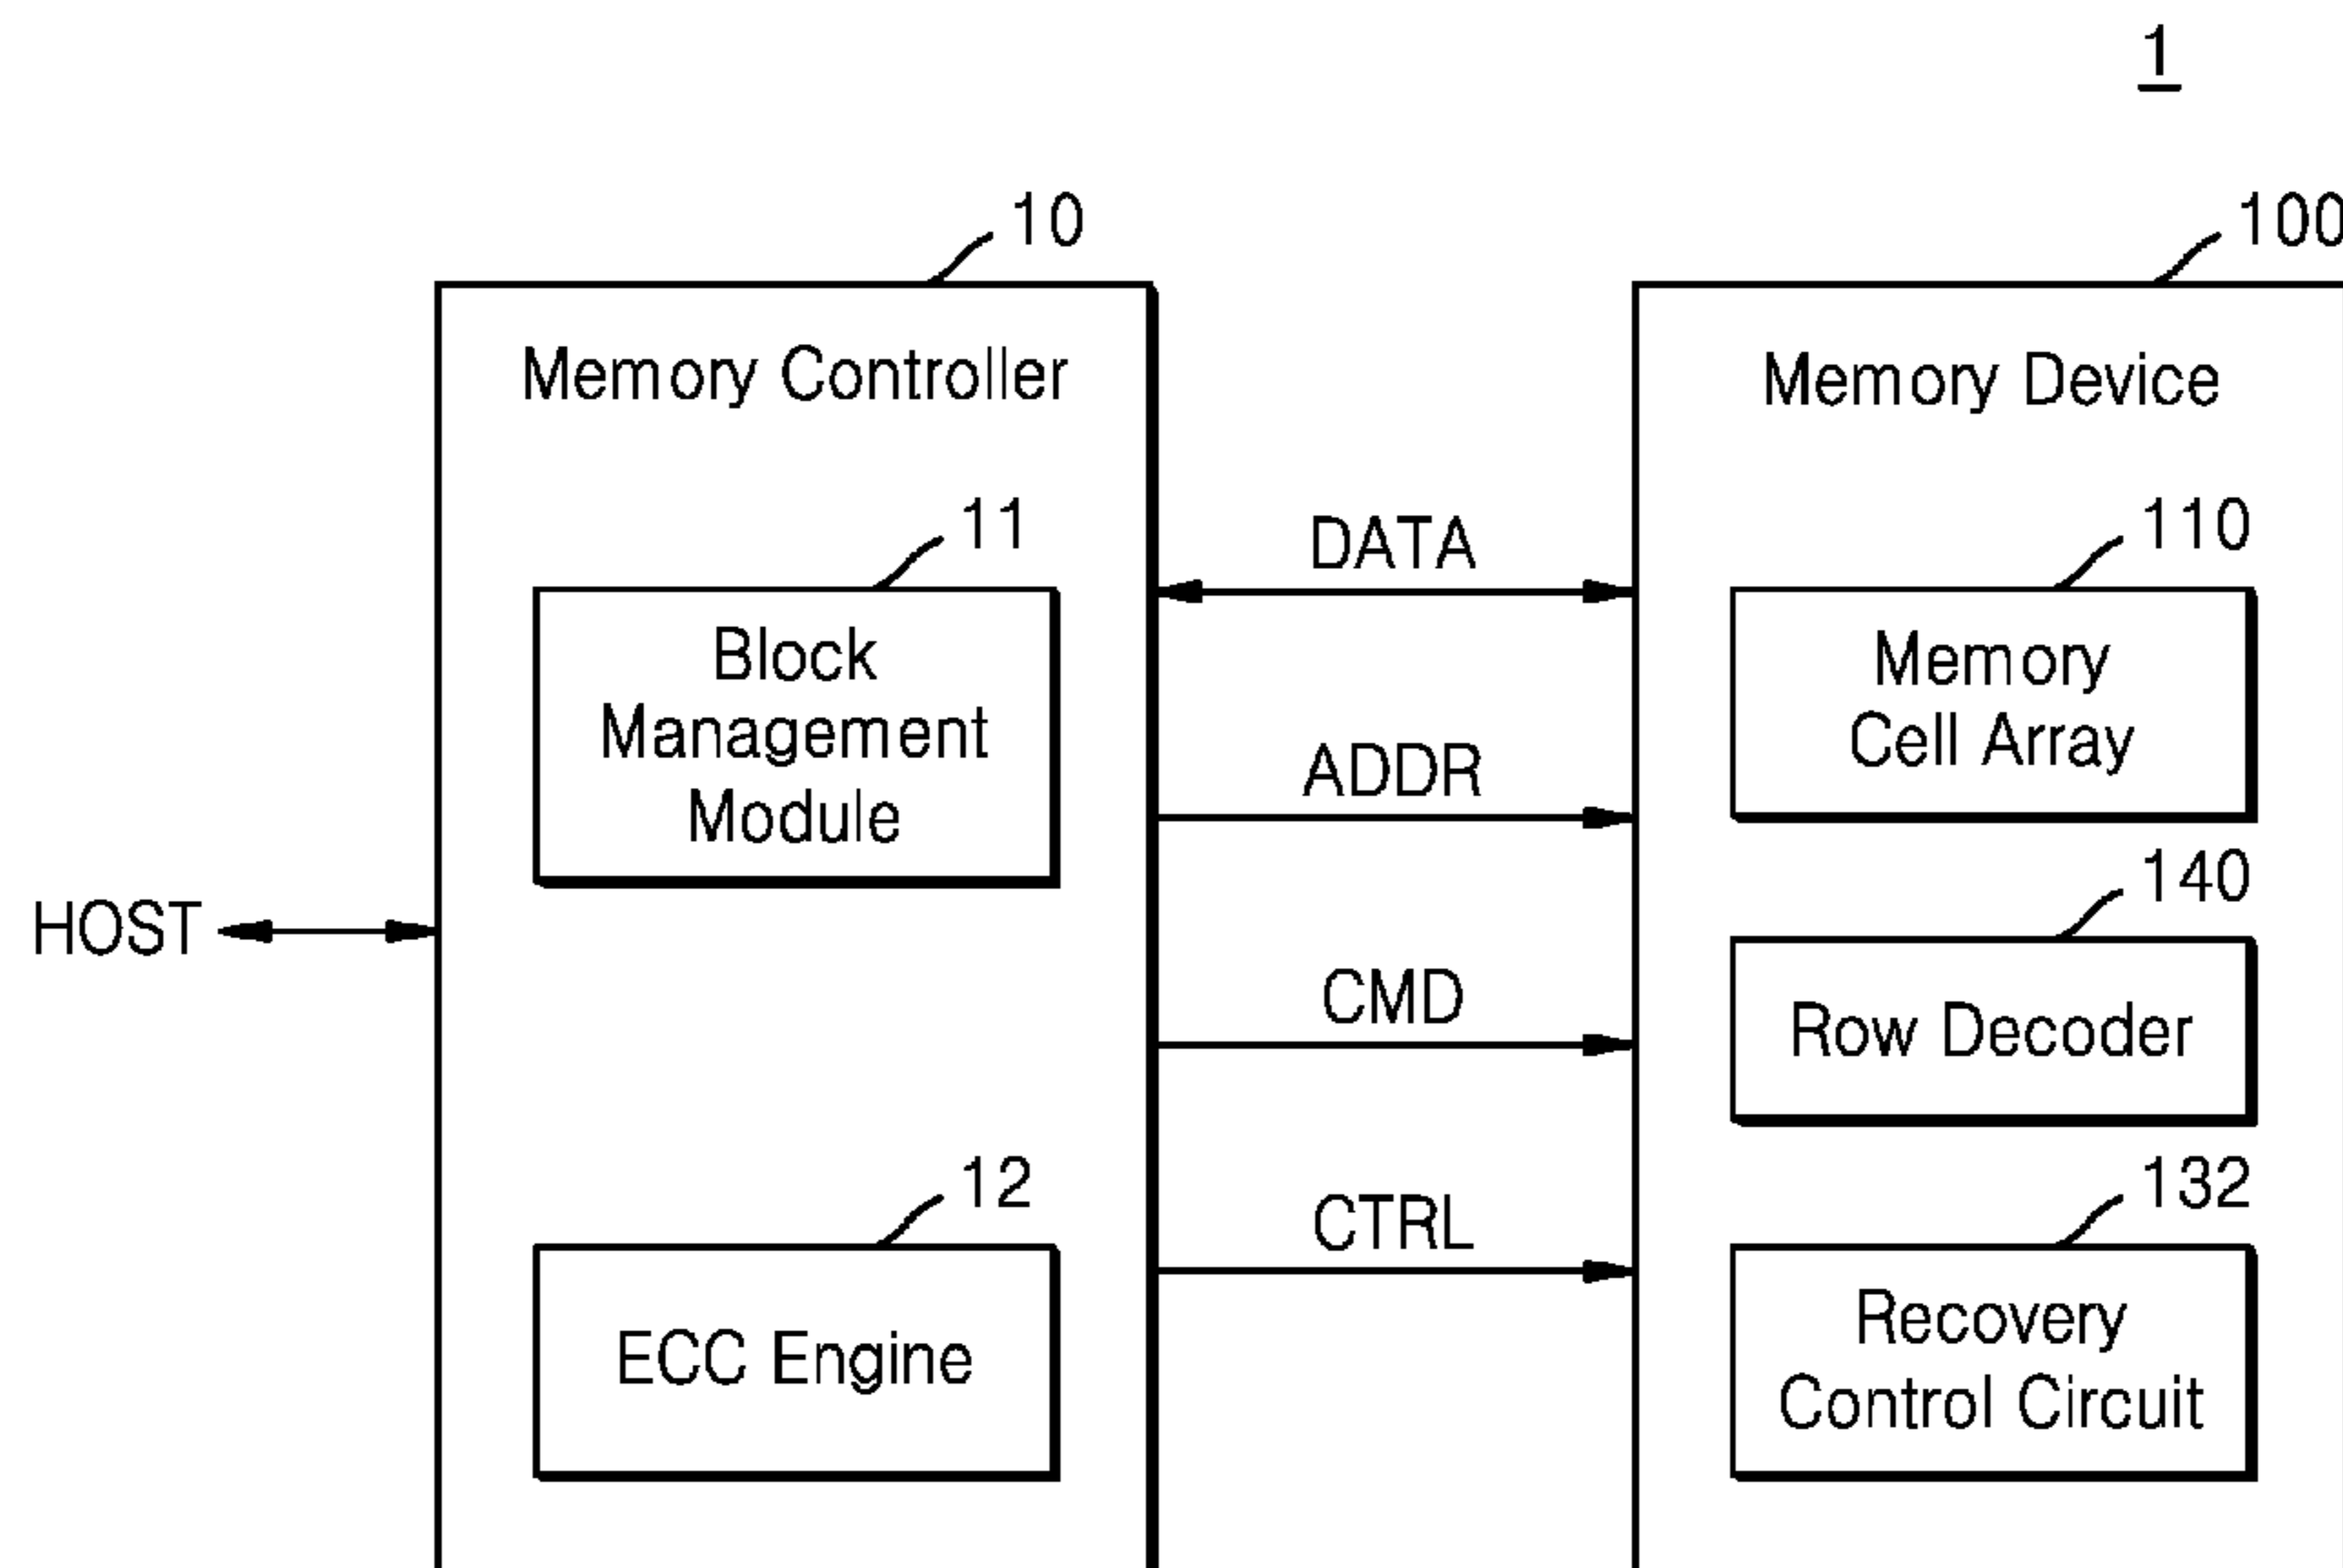 1
10
100
Memory Controller
Memory Device
11
DATA
110
Block
Management
Module
Memory
Cell Array
ADDR
140
HOST
CMD
Row Decoder
12
CTRL
132
ECC Engine
Recovery
Control Circuit